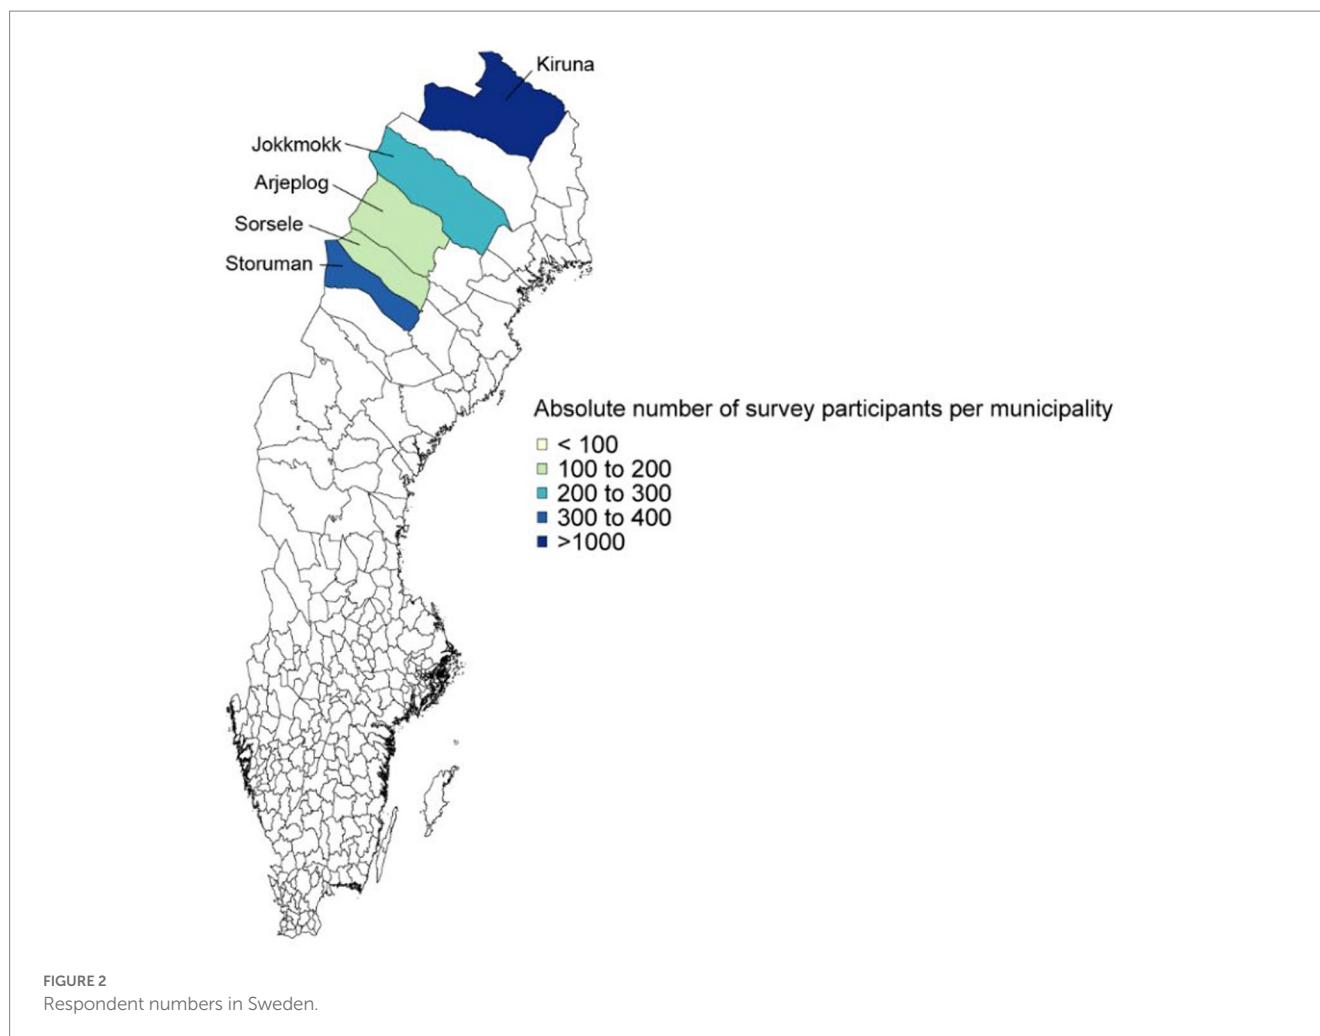 Kiruna
Jokkmokk
Arjeplog
Sorsele
Storuman
Absolute number of survey participants per municipality
< 100
100 to 200
200 to 300
300 to 400
>1000
FIGURE 2
Respondent numbers in Sweden.